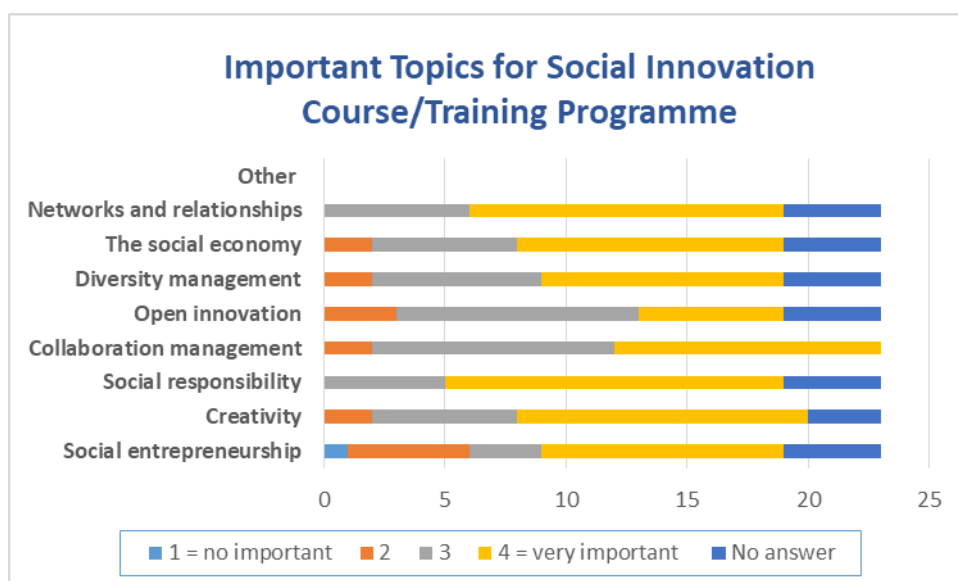 Important Topics for Social Innovation
Course/Training Programme
Other
Networks and relationships
The social economy
Diversity management
Open innovation
Collaboration management
Social responsibility
Creativity
Social entrepreneurship
0 5 10 15 20 25
1 = no important 2 3 4 = very important No answer